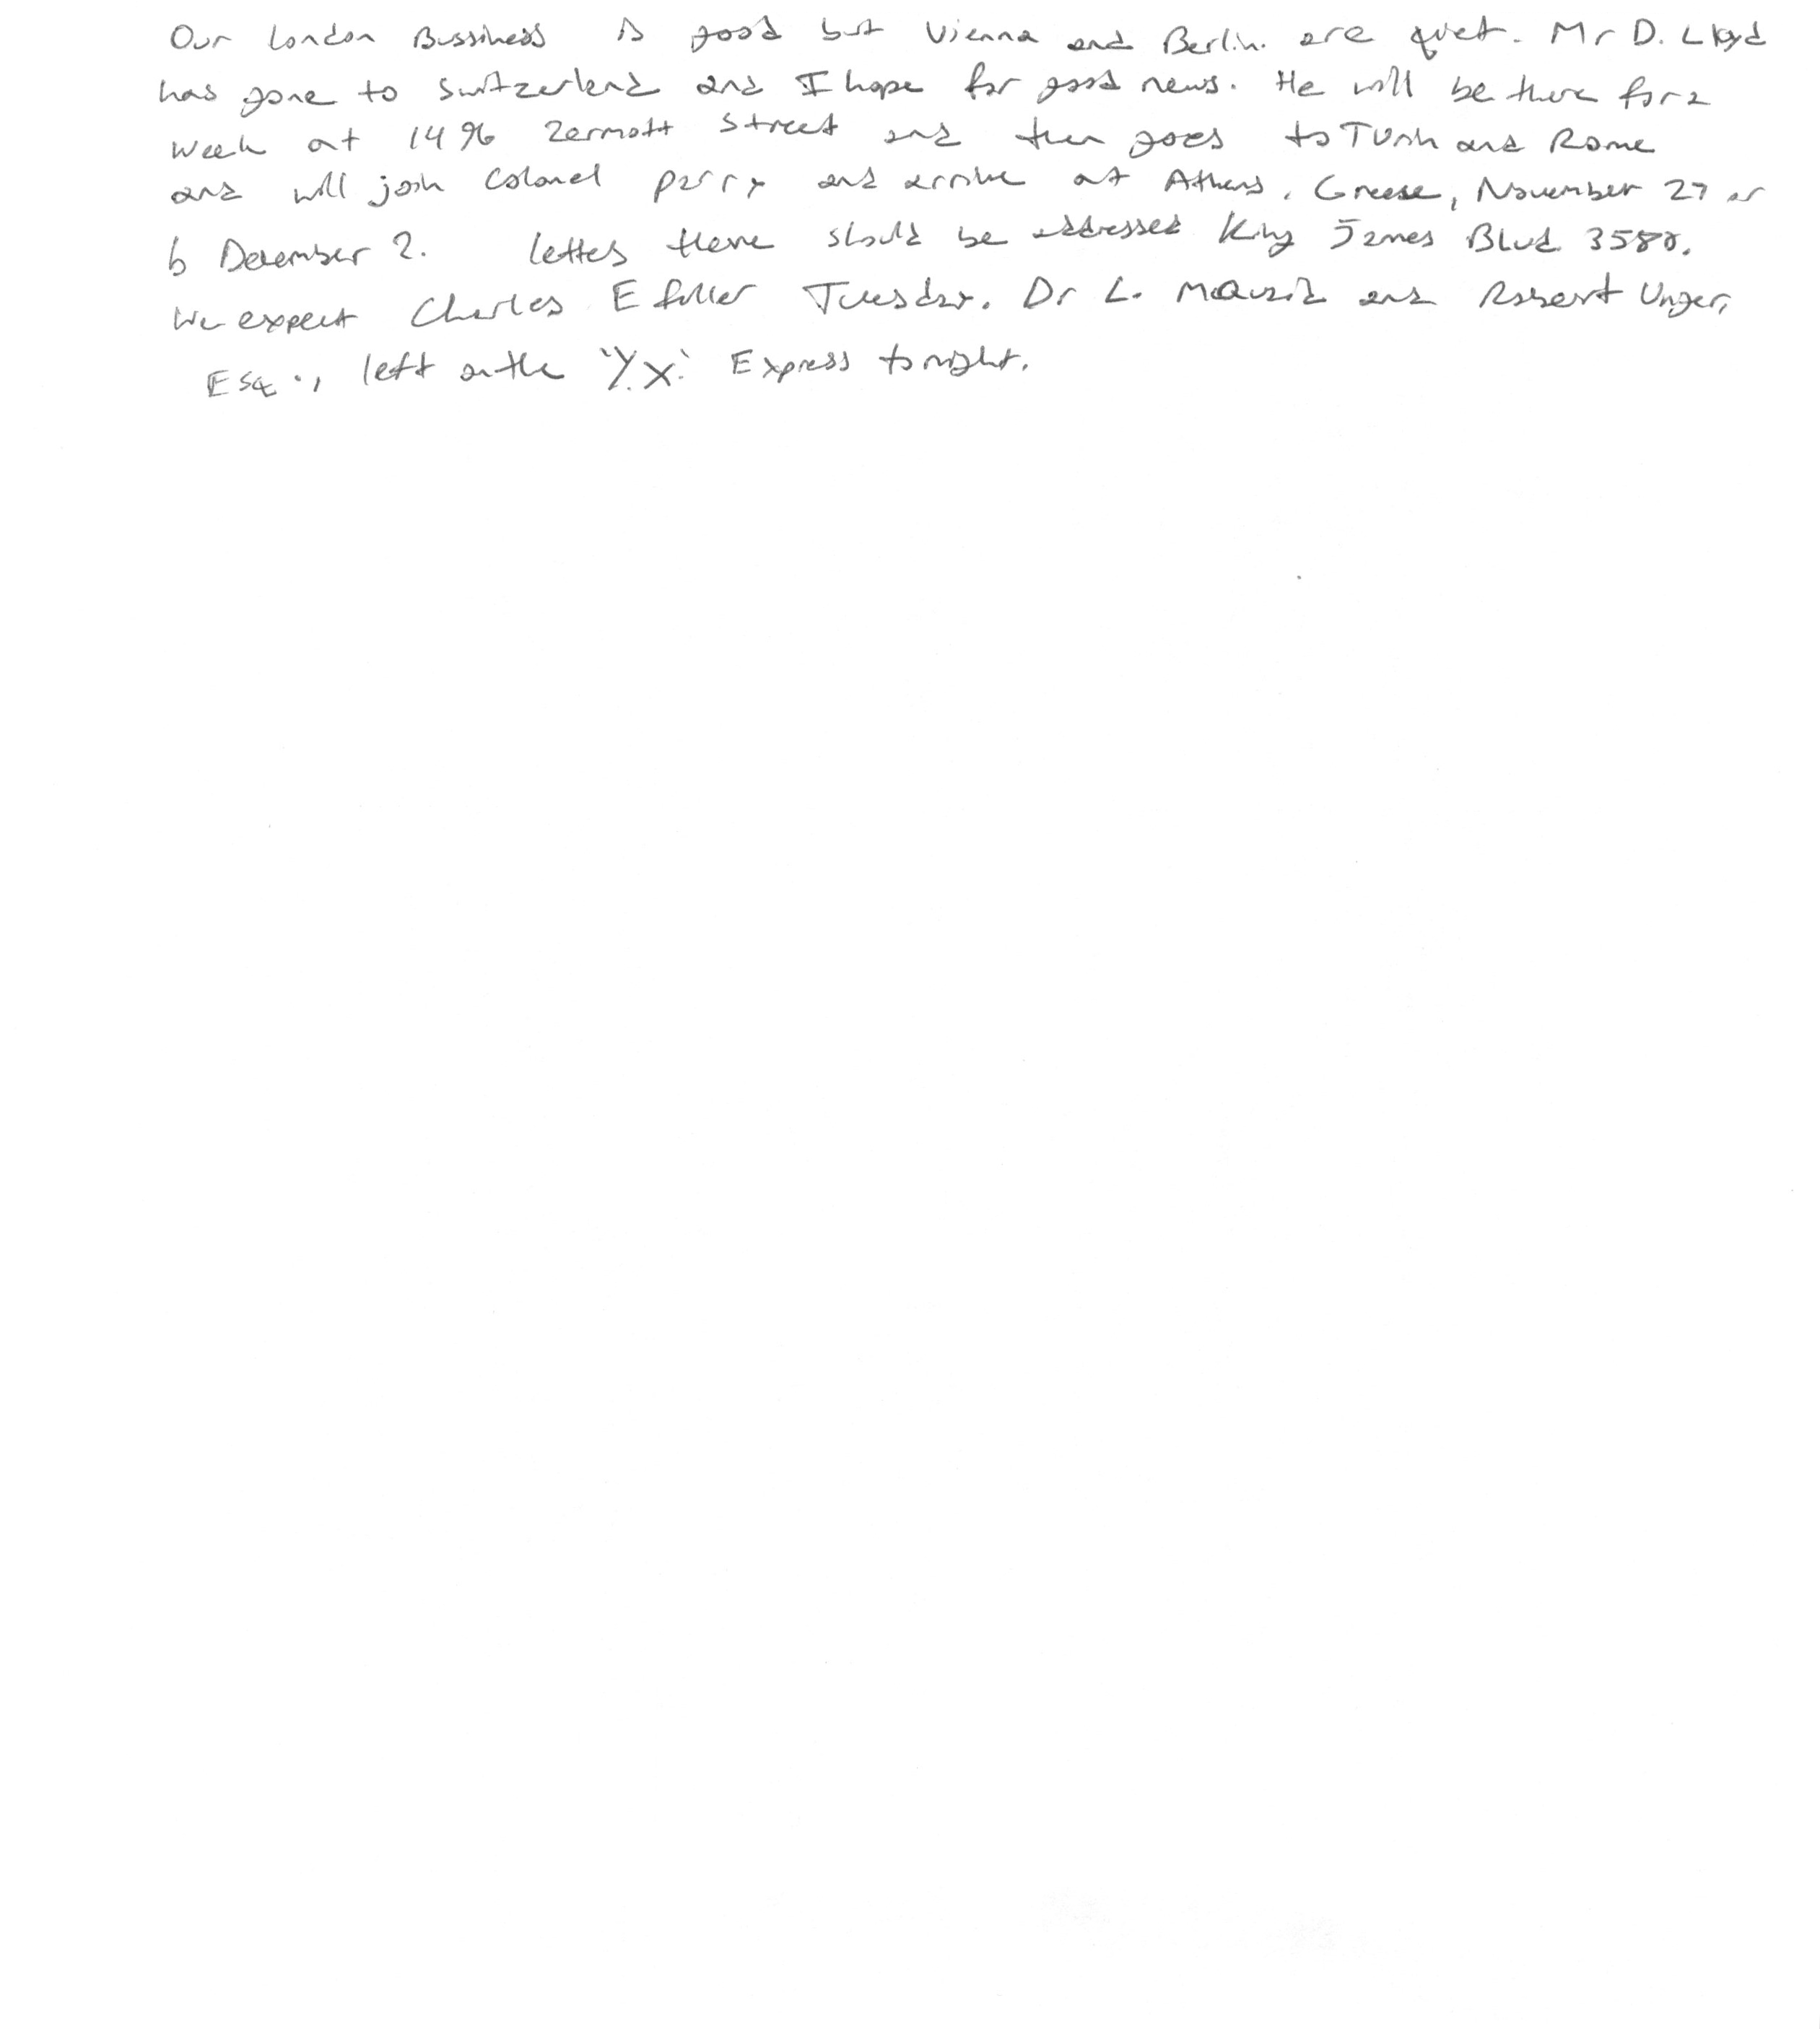 Our London Bussiness is good but Vienna and Berlin. are quiet. Mr D. Lloyd
has gone to Switzerland and I hope for good news. He will be there for a
week at 1496 Zermott Street and then goes to Turin and Rome
and will join Colonel Parry and arrive at Athens, Greese, November 27 or
December 2. letters there should be addressed King James Blvd 3580.
We expect Charles E fuller Tuesday. Dr L. and Robert Unger,
Esq., left on the 'Y.X.' Express tonight.